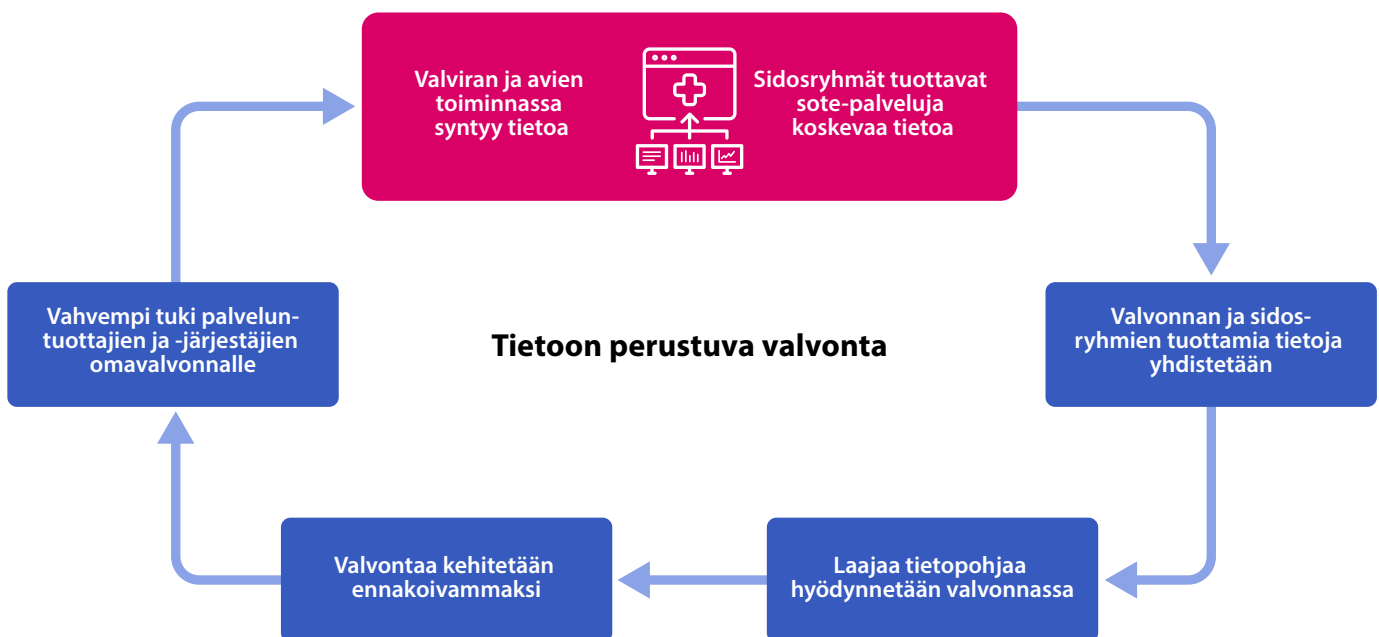 Valviran ja avien
toiminnassa
syntyy tietoa
Sidosryhmät tuottavat
sote-palveluja
koskevaa tietoa
Vahvempi tuki palvelun-
tuottajien ja -järjestäjien
omavalvonnalle
Tietoon perustuva valvonta
Valvonnan ja sidos-
ryhmien tuottamia tietoja
yhdistetään
Valvontaa kehitetään
ennakoivammaksi
Laajaa tietopohjaa
hyödynnetään valvonnassa